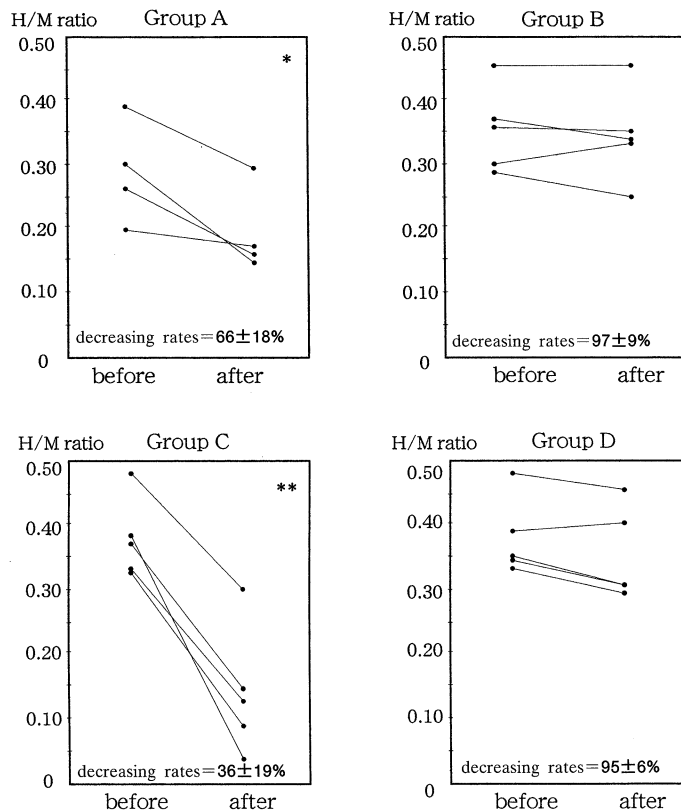 H/M ratio Group A
0.50
*
0.40
0.30
0.20
0.10
decreasing rates=66±18%
0
before after
H/M ratio Group B
0.50
0.40
0.30
0.20
0.10
decreasing rates=97±9%
0
before after
H/M ratio Group C
0.50
**
0.40
0.30
0.20
0.10
decreasing rates=36±19%
0
before after
H/M ratio Group D
0.50
0.40
0.30
0.20
0.10
decreasing rates=95±6%
0
before after